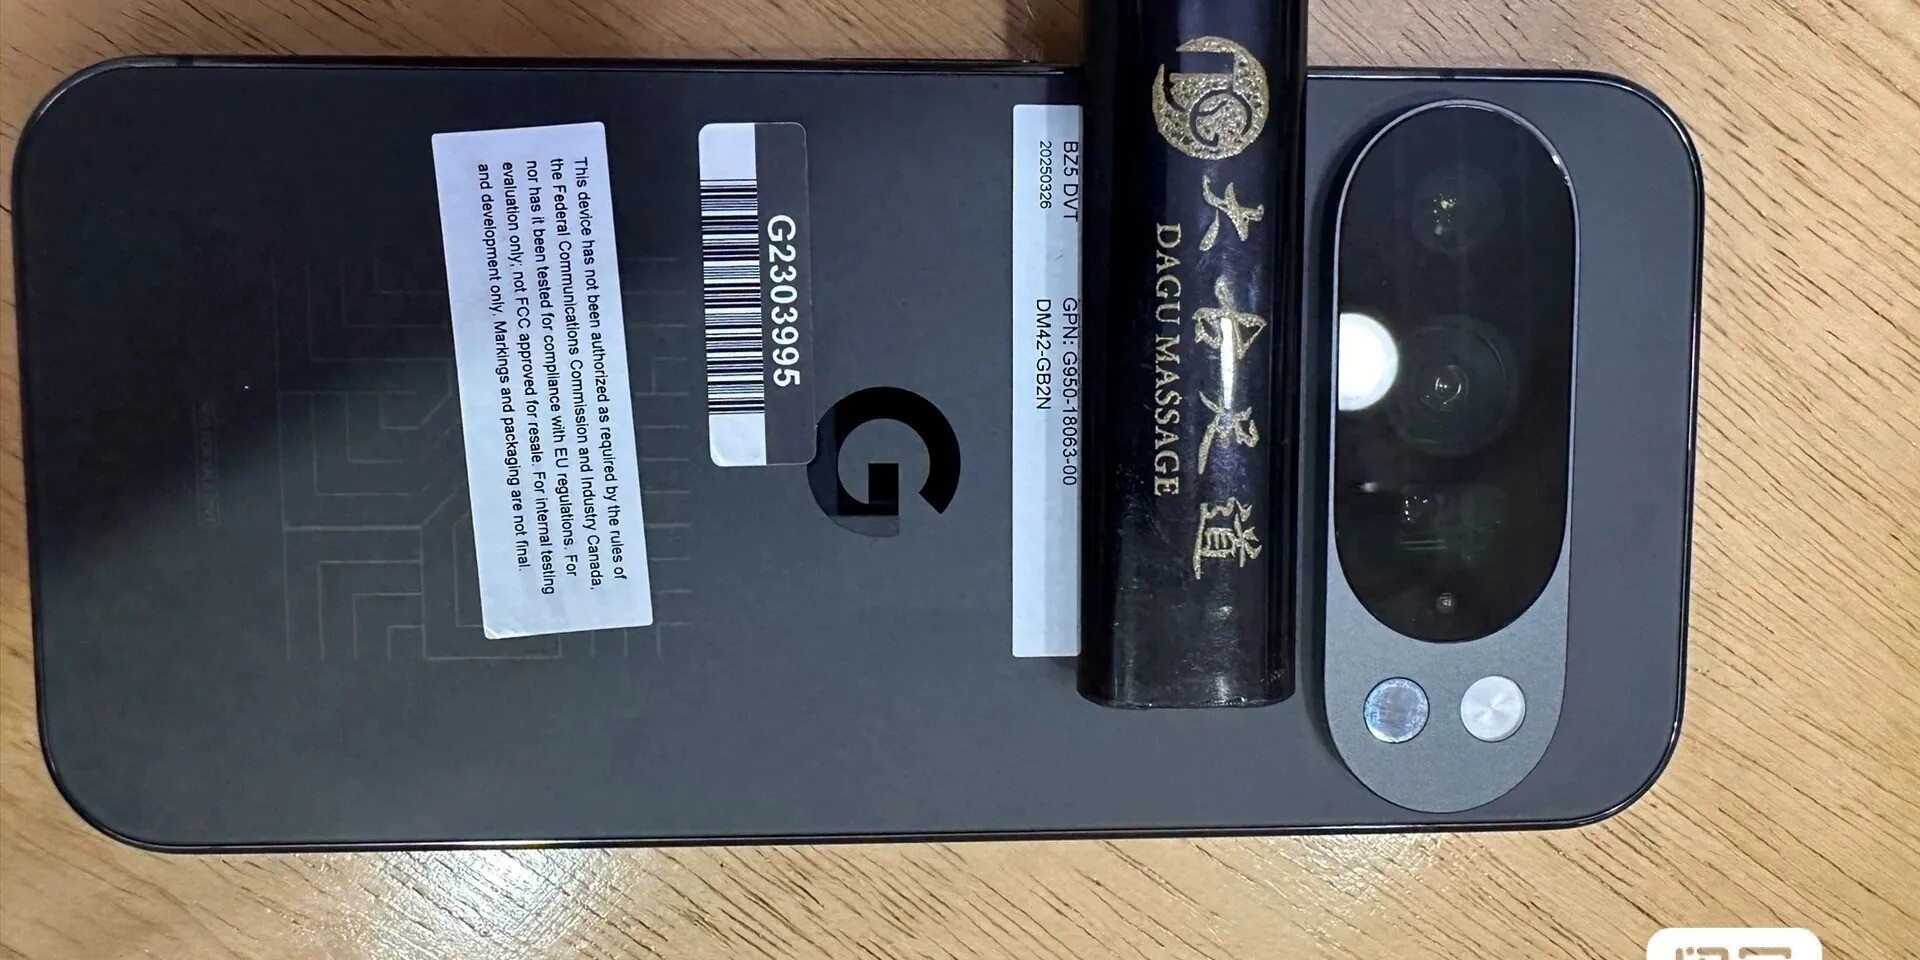 This device has not been authorized as required by the rules of
the Federal Communications Commission and Industry Canada,
nor has it been tested for compliance with EU regulations. For
evaluation only; not FCC approved for resale. For internal testing
and development only. Markings and packaging are not final.
G2303995
G
BZ5 DVT GPN: G950-18063-00
20250326 DM42-GB2N
大古足道
DAGU MASSAGE